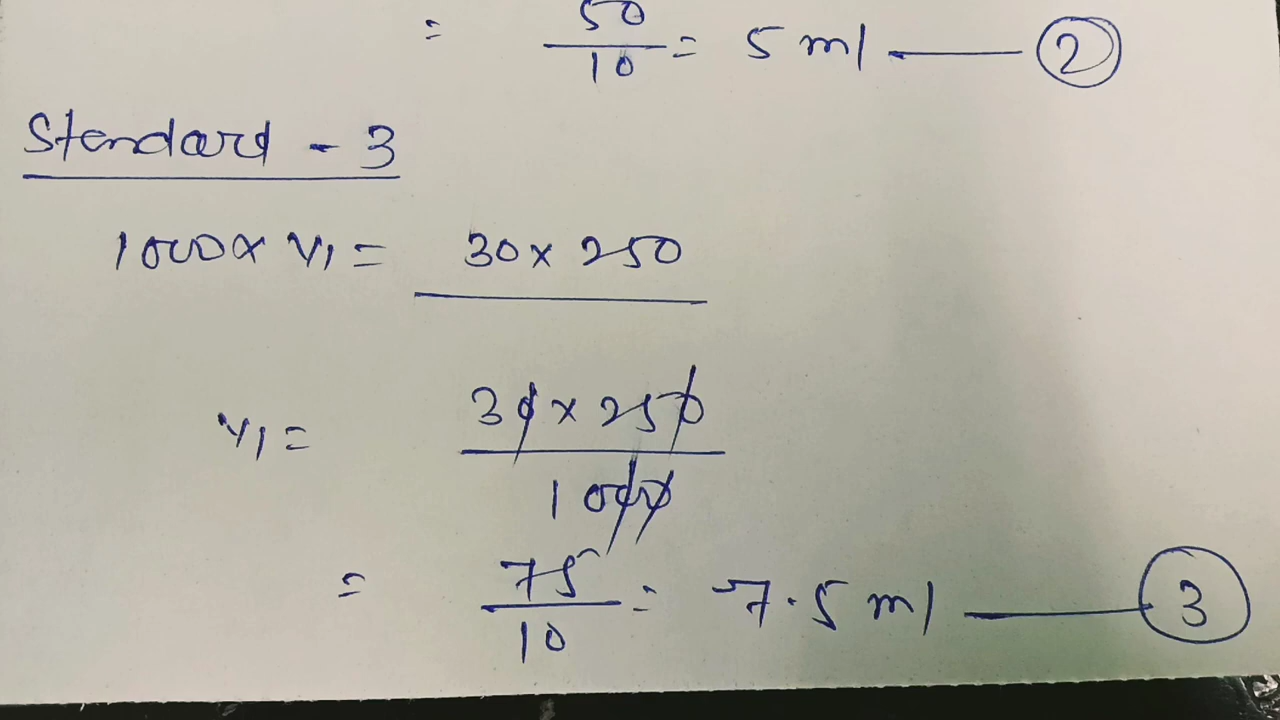 = 50/10 = 5 ml — 2
Stendard - 3
1000 x V1 = 30 x 250
V1 = 30 x 250 / 1000
= 75/10 = 7.5 ml — 3